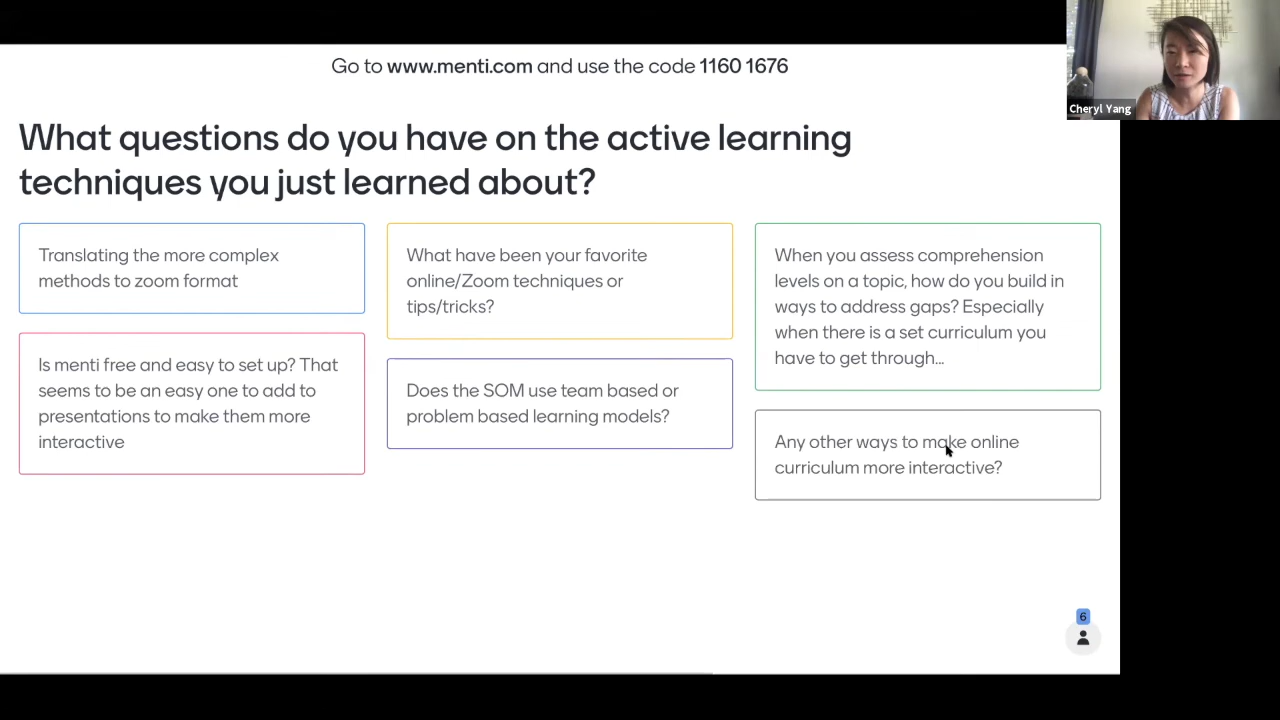 Go to www.menti.com and use the code 1160 1676
Cheryl Yang
What questions do you have on the active learning
techniques you just learned about?
Translating the more complex
methods to zoom format
Is menti free and easy to set up? That
seems to be an easy one to add to
presentations to make them more
interactive
What have been your favorite
online/Zoom techniques or
tips/tricks?
Does the SOM use team based or
problem based learning models?
When you assess comprehension
levels on a topic, how do you build in
ways to address gaps? Especially
when there is a set curriculum you
have to get through...
Any other ways to make online
curriculum more interactive?
6